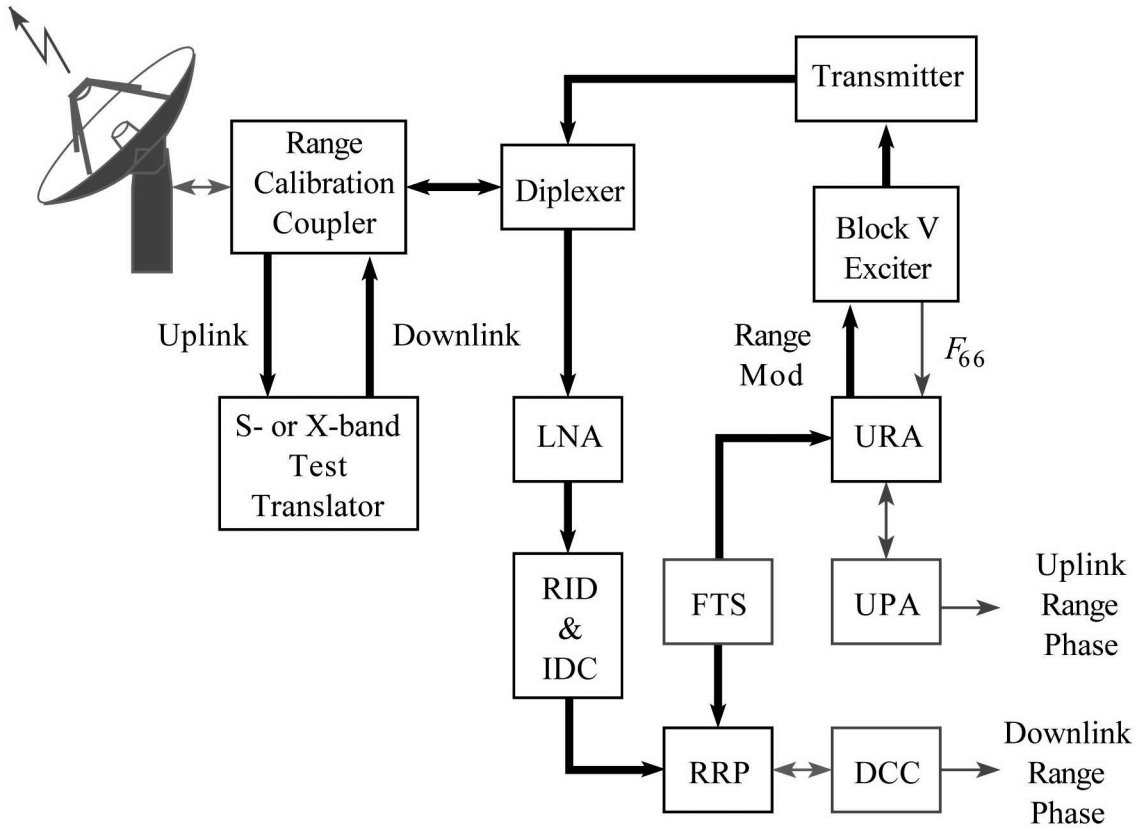 Transmitter
Range
Calibration
Coupler
Diplexer
Block V
Exciter
Uplink
Downlink
Range
Mod
F66
S- or X-band
Test
Translator
LNA
URA
RID
&
IDC
FTS
UPA
Uplink
Range
Phase
RRP
DCC
Downlink
Range
Phase